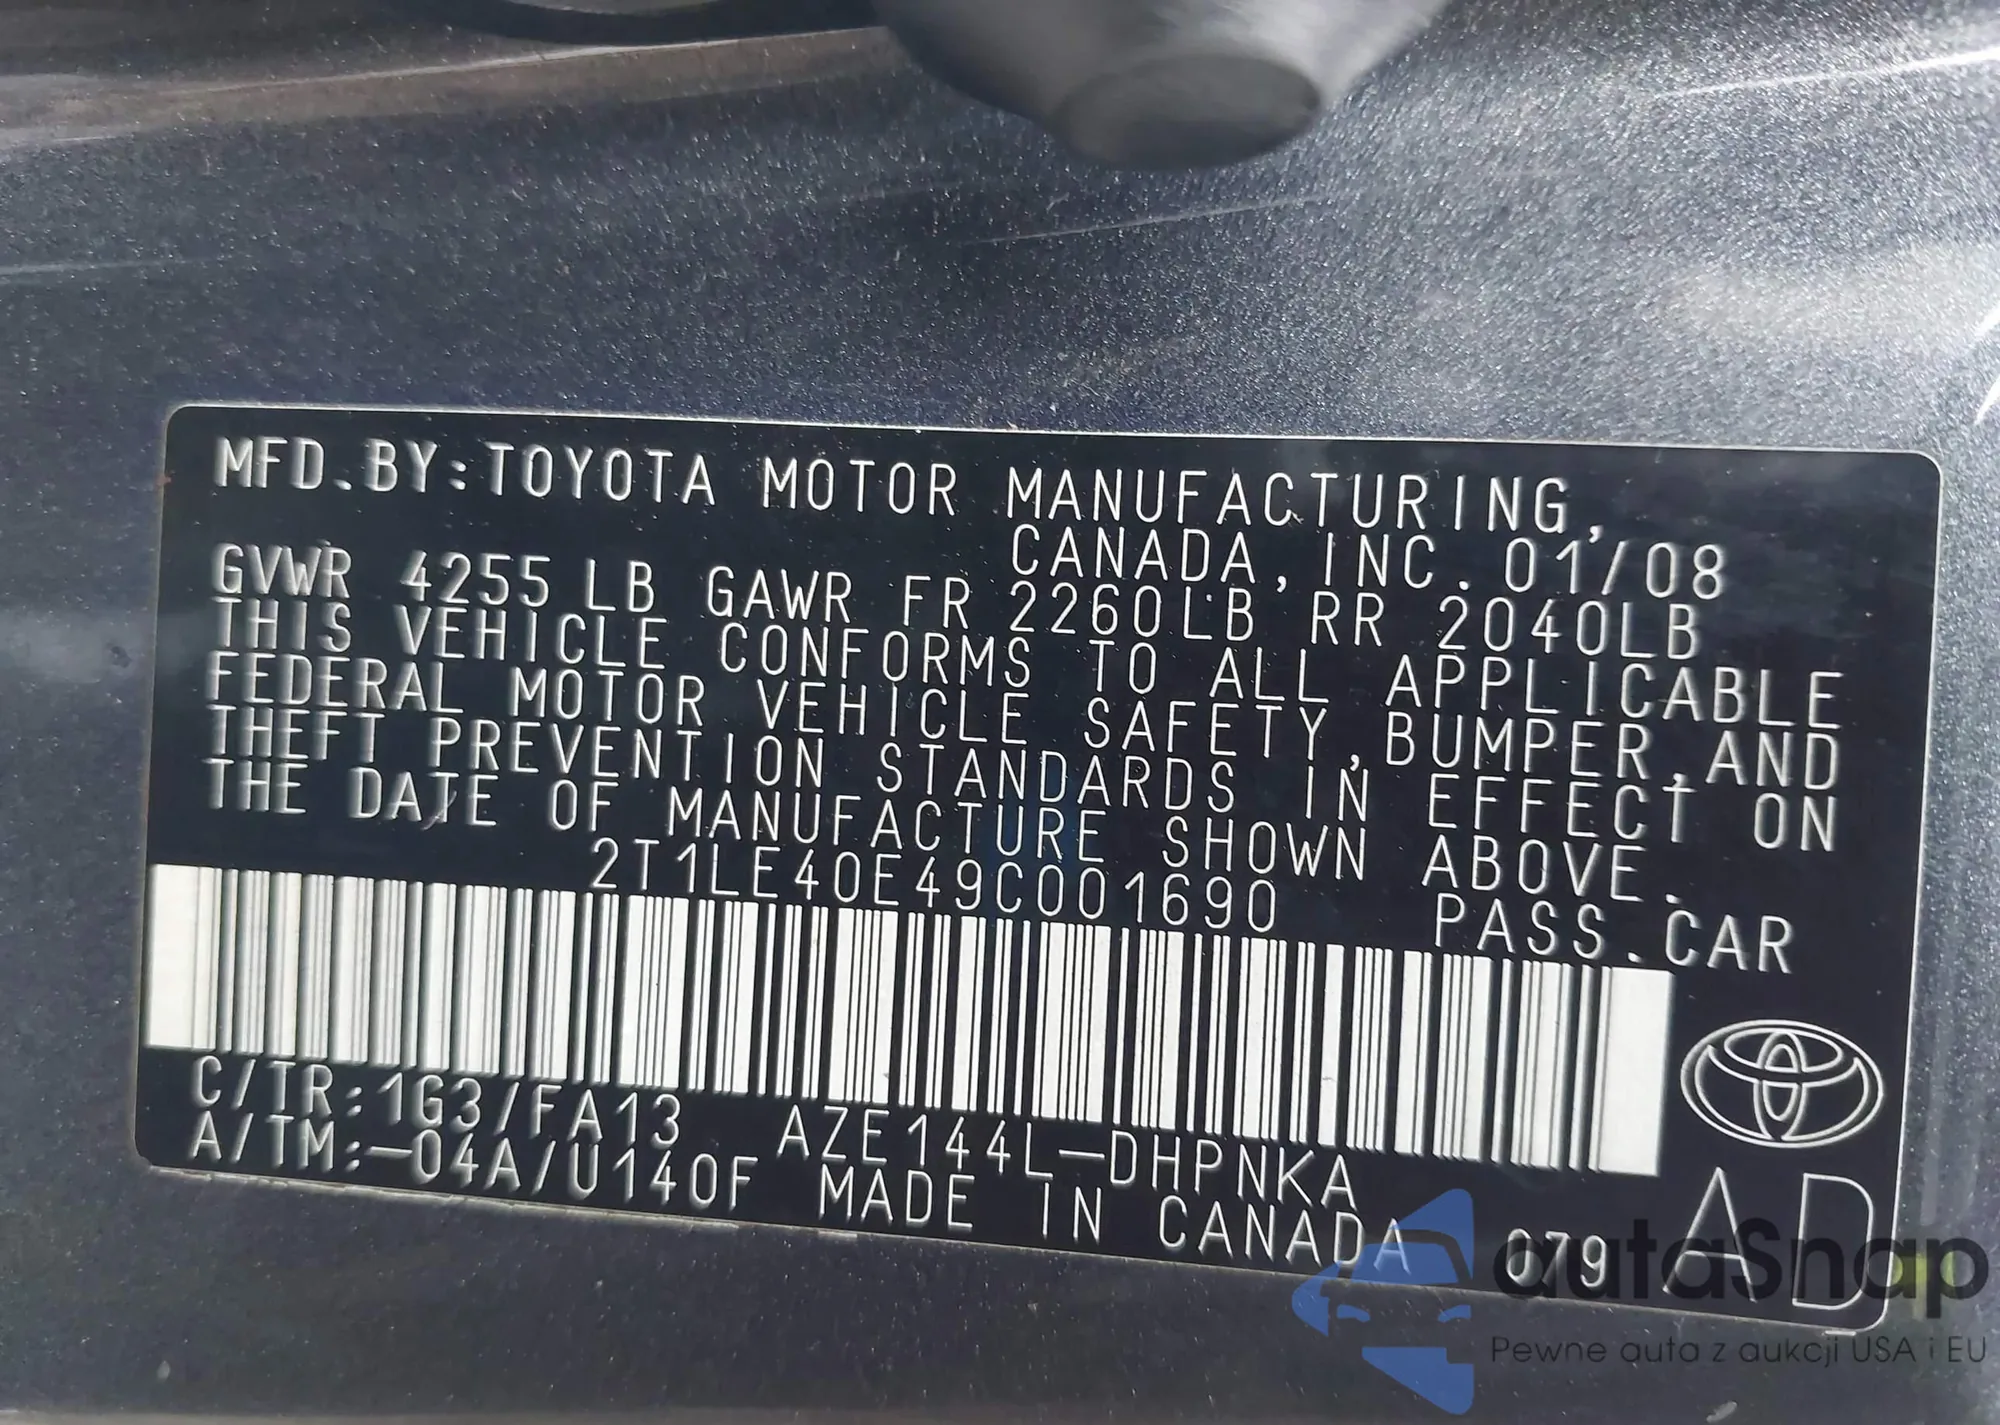 MFD.BY:TOYOTA MOTOR MANUFACTURING,
CANADA, INC. 01/08
GVWR 4255 LB GAWR FR 2260LB RR 2040LB
THIS VEHICLE CONFORMS TO ALL APPLICABLE
FEDERAL MOTOR VEHICLE SAFETY,BUMPER,AND
THEFT PREVENTION STANDARDS IN EFFECT ON
THE DATE OF MANUFACTURE SHOWN ABOVE.
2T1LE40E49C001690 PASS.CAR
C/TR:1G3/FA13 AZE144L-DHPNKA
A/TM:-04A/U140F MADE IN CANADA 079 AD
autaSnap
Pewne auta z aukcji USA i EU